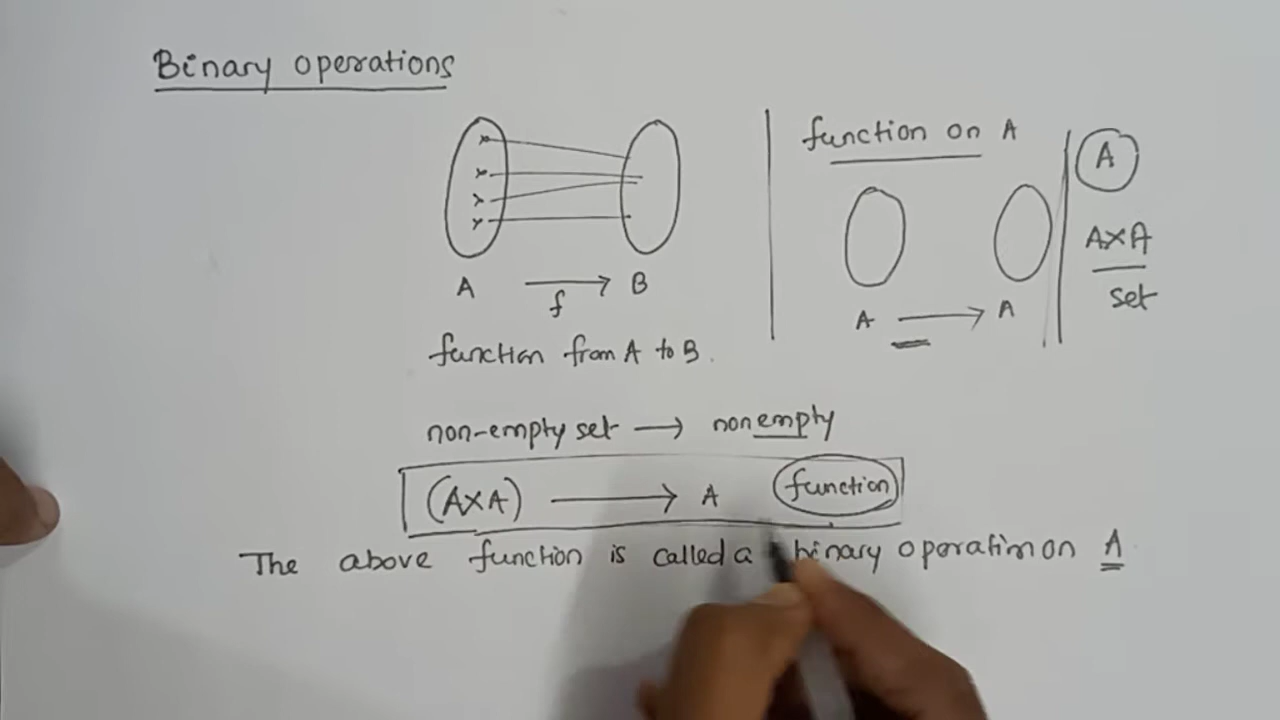 Binary operations
A → B
f
function from A to B.
function on A
A → A
A
A×A
set
non-empty set → nonempty
(A×A) → A function
The above function is called a binary operation on A